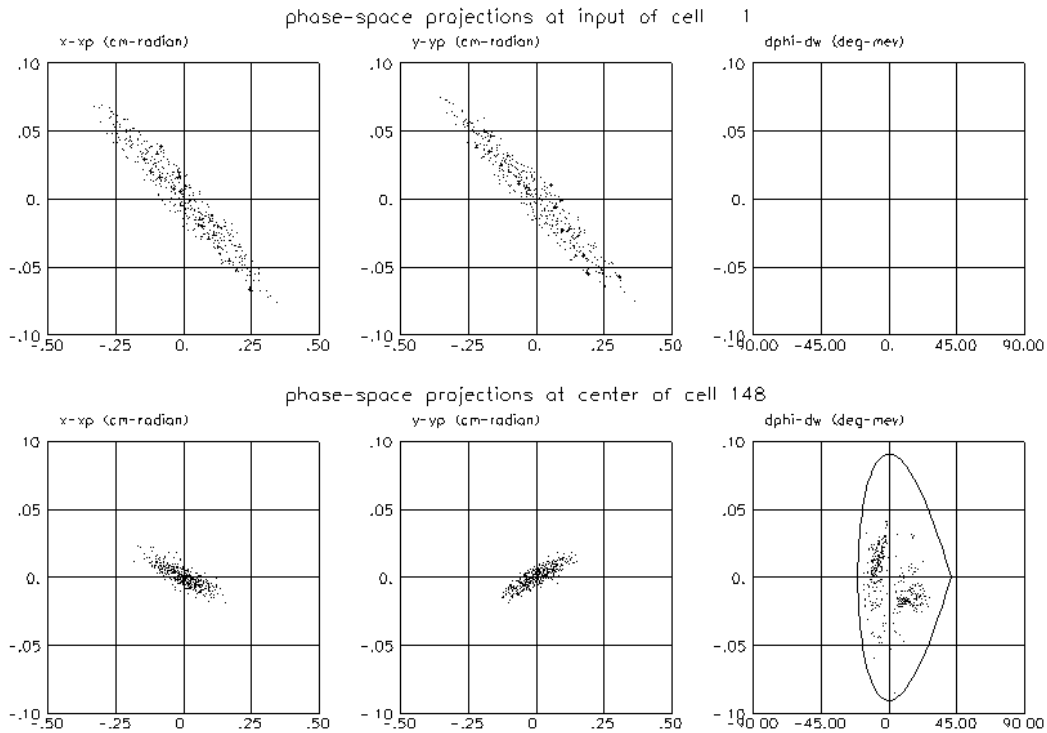 phase-space projections at input of cell 1
x-xp (cm-radian) y-yp (cm-radian) dphi-dw (deg-mev)
.10 .10 .10
.05 .05 .05
0. 0. 0.
-.05 -.05 -.05
-.10 -.10 -.10
-.50 -.25 0. .25 .50 -.50 -.25 0. .25 .50 -90.00 -45.00 0. 45.00 90.00
phase-space projections at center of cell 148
x-xp (cm-radian) y-yp (cm-radian) dphi-dw (deg-mev)
.10 .10 .10
.05 .05 .05
0. 0. 0.
-.05 -.05 -.05
-.10 -.10 -.10
-.50 -.25 0 .25 .50 -.50 -.25 0. .25 .50 -90.00 -45.00 0. 45.00 90.00